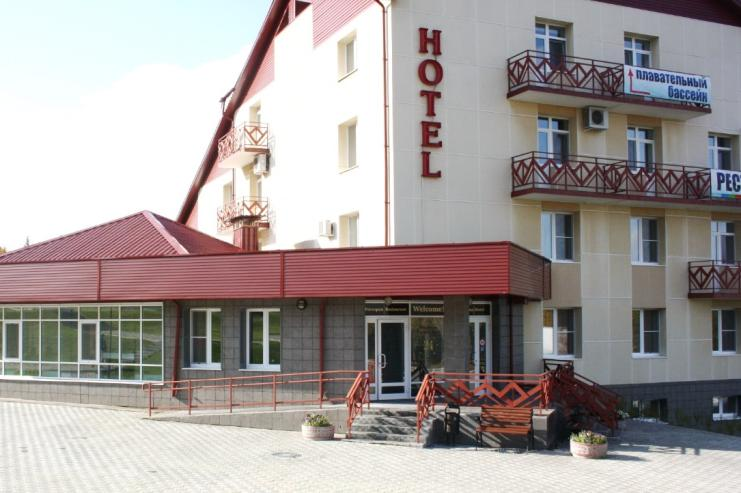 HOTEL
плавательный
бассейн
РЕС
Welcome!